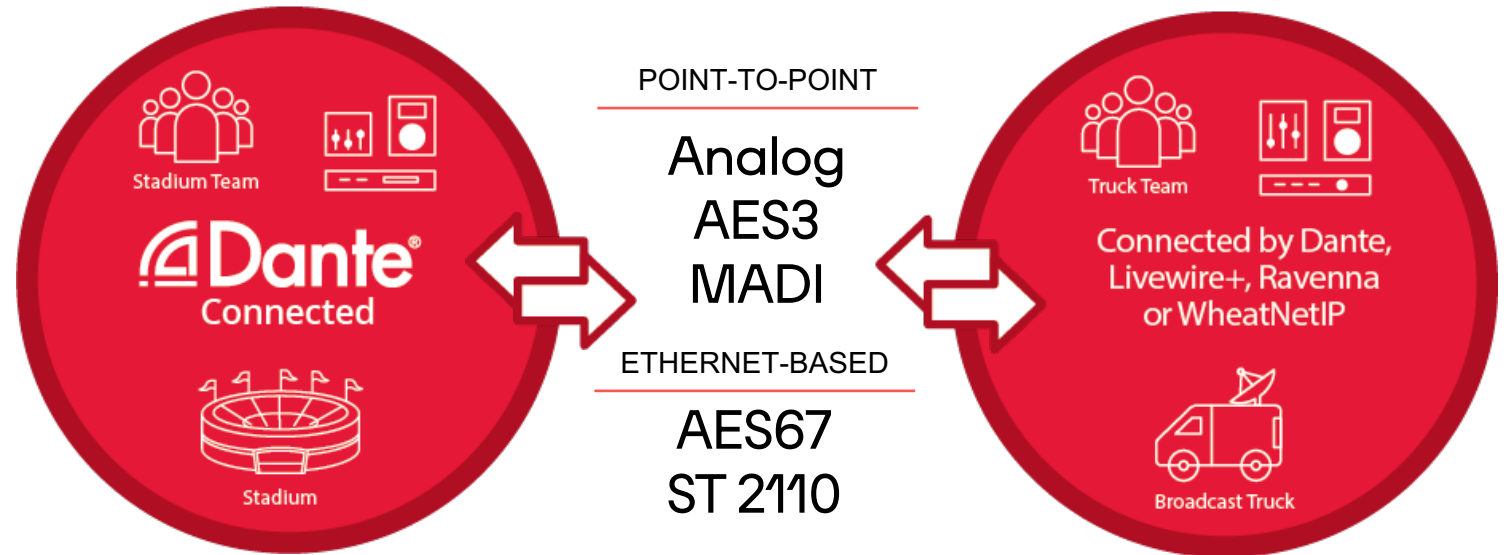 Stadium Team
Dante®
Connected
Stadium
POINT-TO-POINT
Analog
AES3
MADI
ETHERNET-BASED
AES67
ST 2110
Truck Team
Connected by Dante,
Livewire+, Ravenna
or WheatNetIP
Broadcast Truck